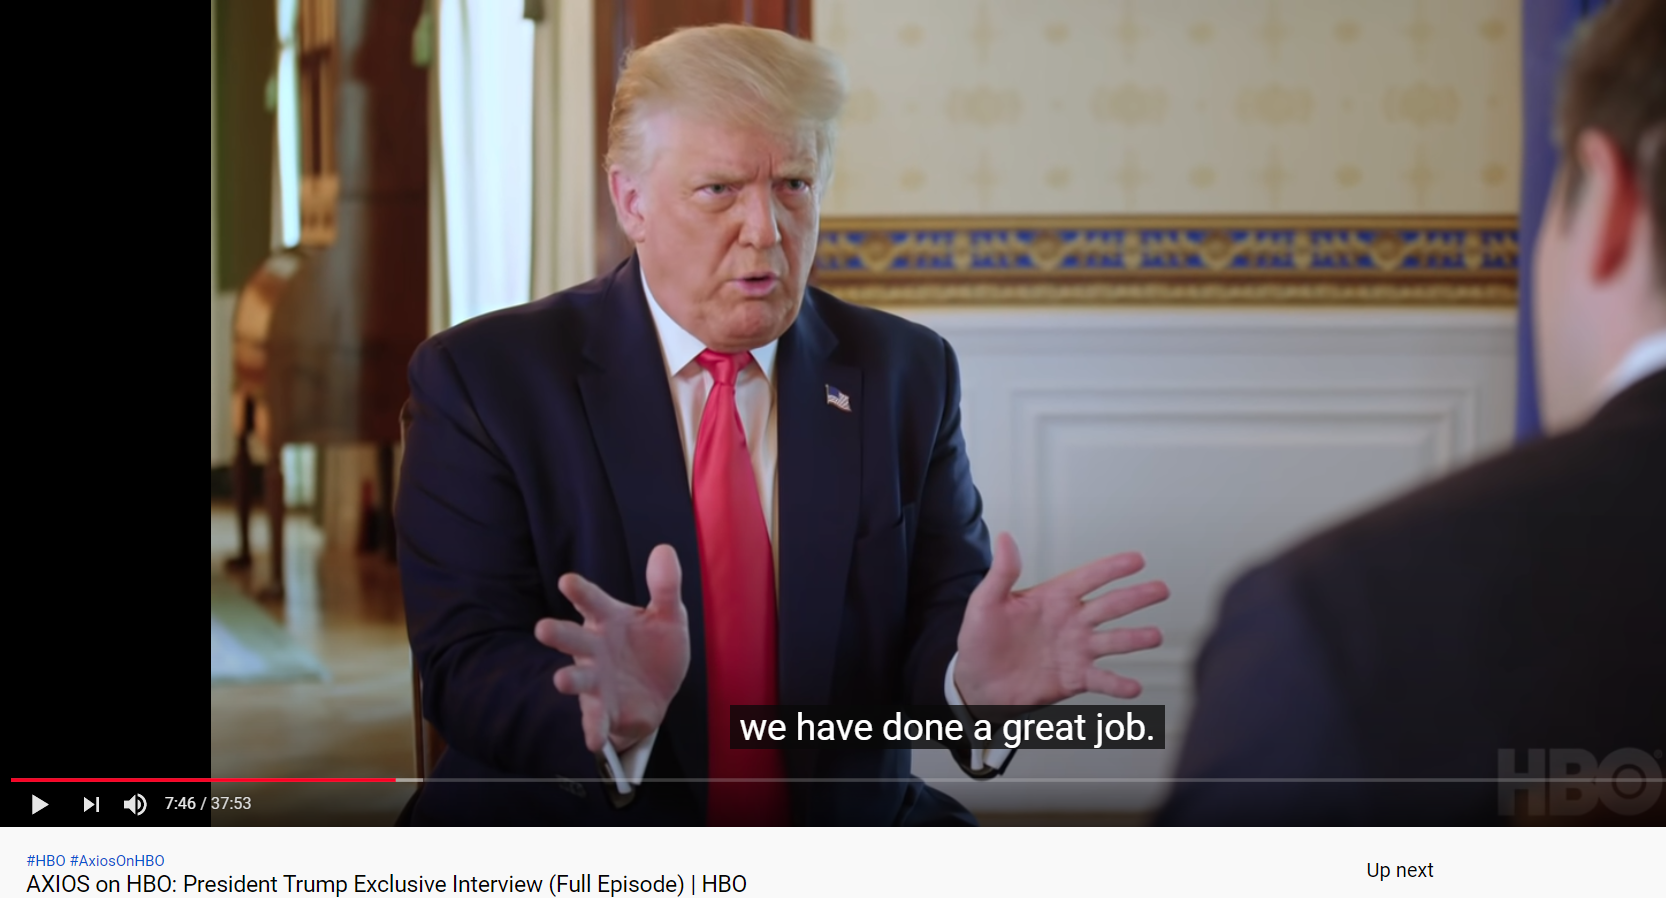 we have done a great job.
HBO
7:46 / 37:53
#HBO #AxiosOnHBO
AXIOS on HBO: President Trump Exclusive Interview (Full Episode) | HBO
Up next